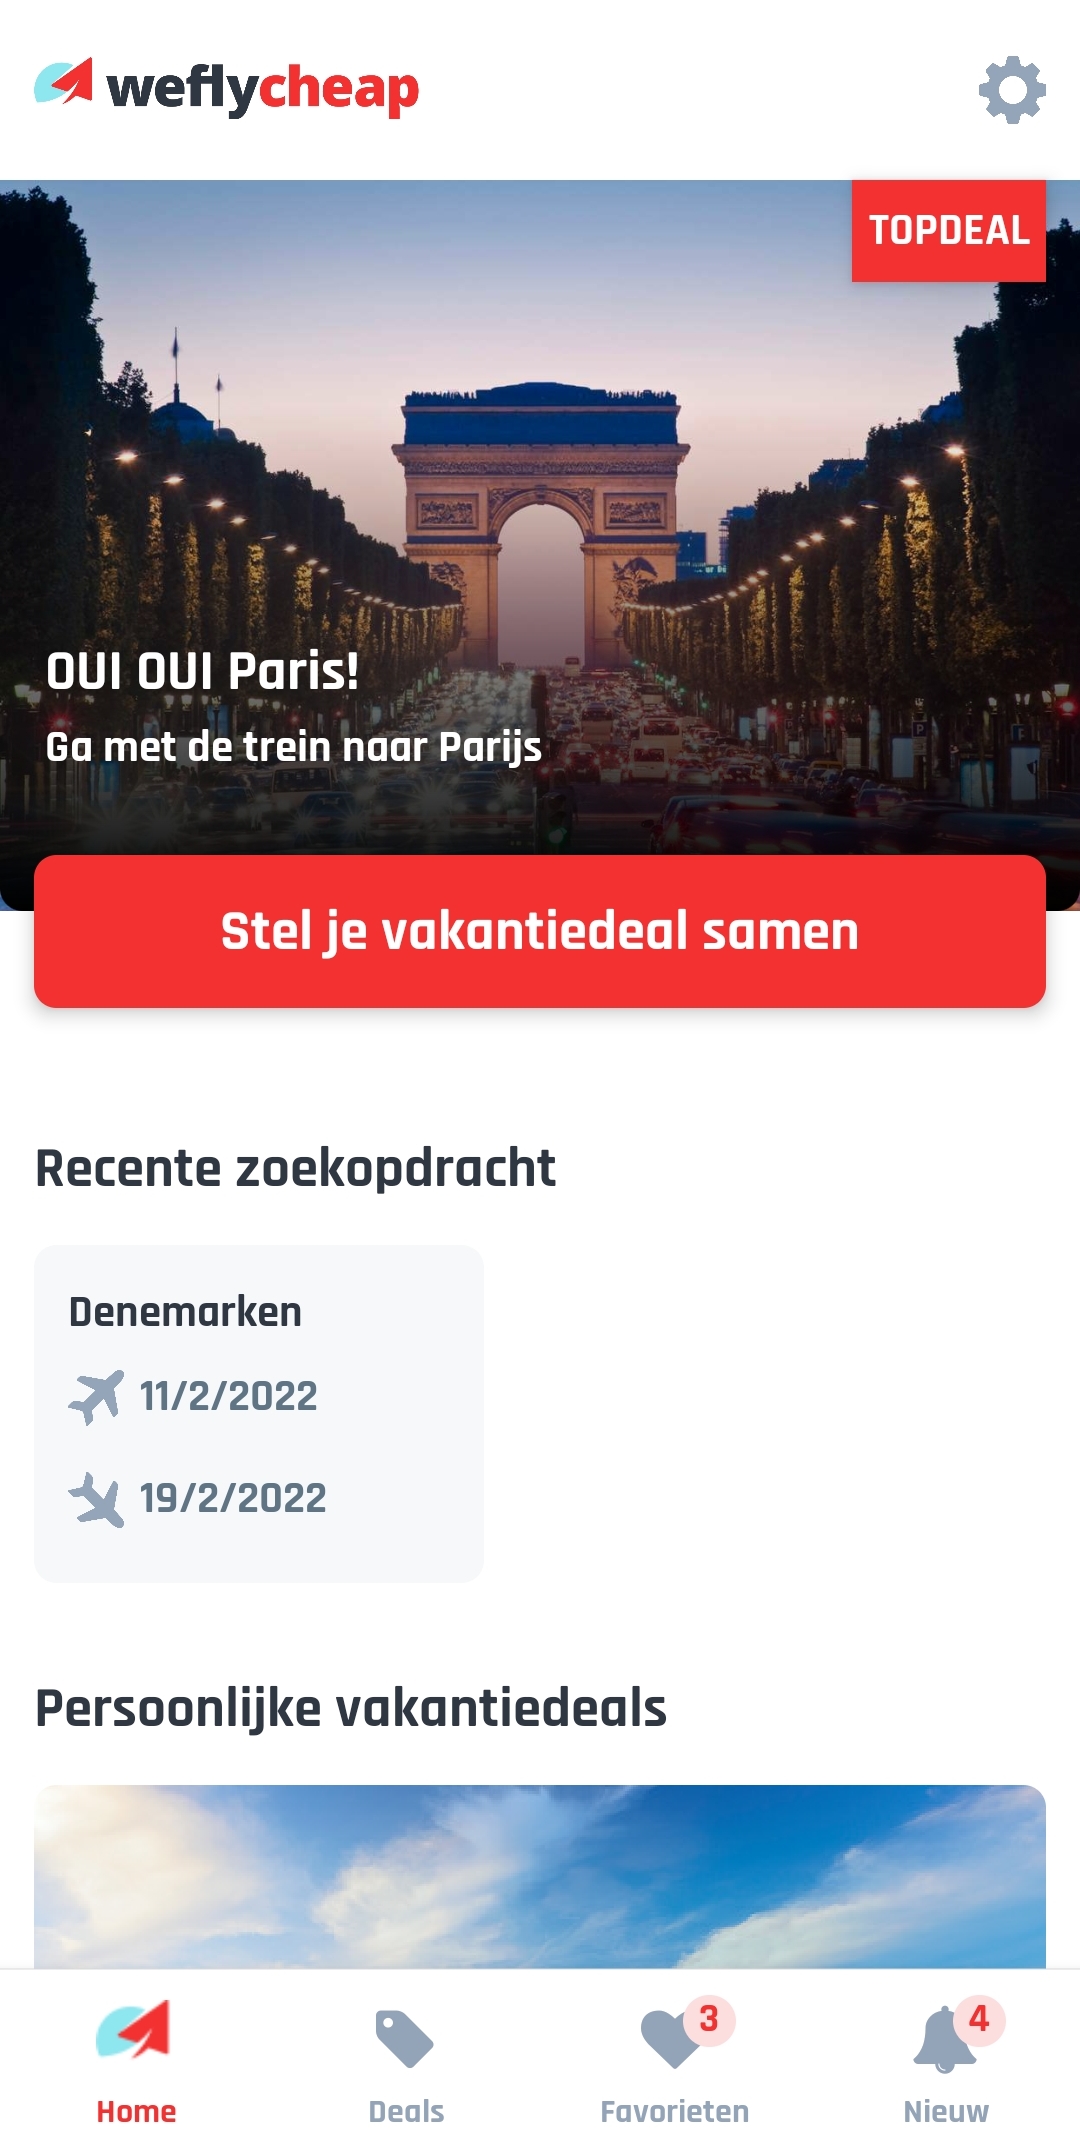 weflycheap
TOPDEAL
OUI OUI Paris!
Ga met de trein naar Parijs
Stel je vakantiedeal samen
Recente zoekopdracht
Denemarken
11/2/2022
19/2/2022
Persoonlijke vakantiedeals
3
4
Home
Deals
Favorieten
Nieuw